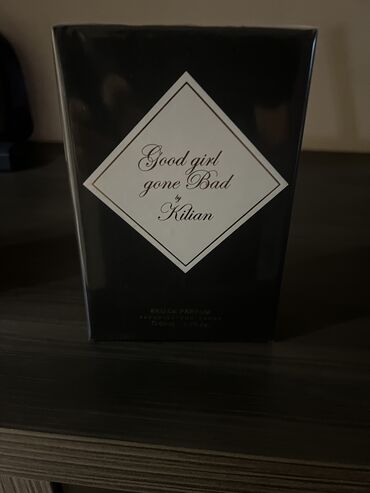 Good girl
gone Bad
by
Kilian
EAU DE PARFUM